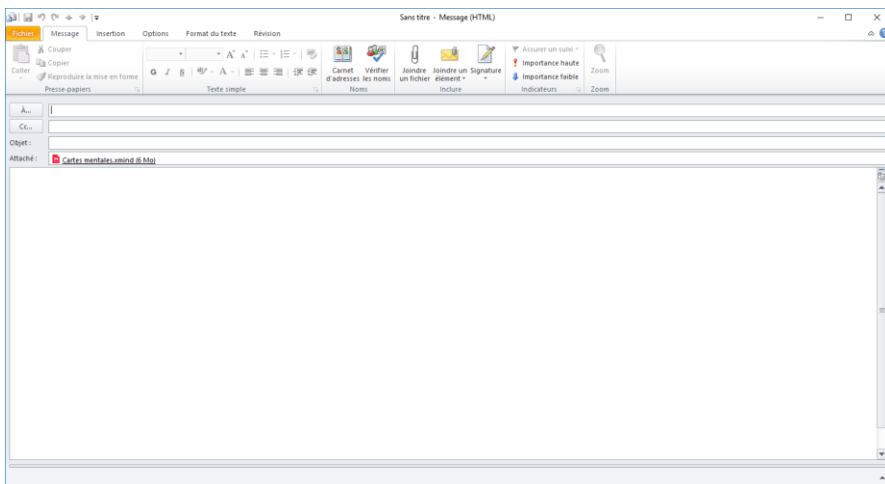 Sans titre - Message (HTML)
Fichier Message Insertion Options Format du texte Révision
Coller
Couper
Copier
Reproduire la mise en forme
Presse-papiers
G I S
Texte simple
Carnet d'adresses
Vérifier les noms
Noms
Joindre un fichier
Joindre un élément
Signature
Inclure
Assurer un suivi
Importance haute
Importance faible
Indicateurs
Zoom
Zoom
À...
Cc...
Objet :
Attaché : Cartes mentales.xmind (6 Mo)